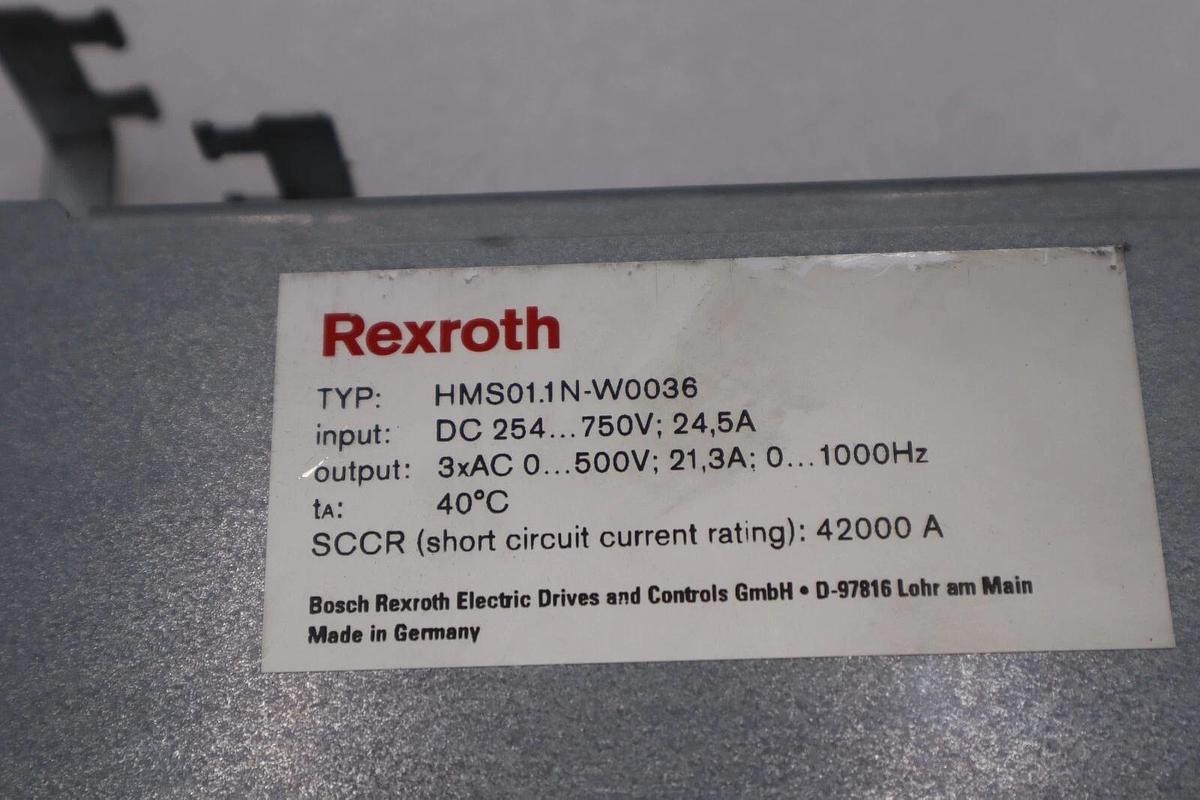 Rexroth
TYP: HMS01.1N-W0036
input: DC 254...750V; 24,5A
output: 3xAC 0...500V; 21,3A; 0...1000Hz
tA: 40°C
SCCR (short circuit current rating): 42000 A
Bosch Rexroth Electric Drives and Controls GmbH • D-97816 Lohr am Main
Made in Germany